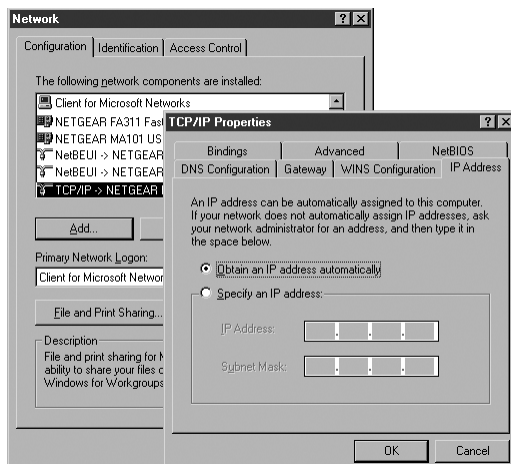 Network
Configuration Identification Access Control
The following network components are installed:
Client for Microsoft Networks
NETGEAR FA311 Fas
NETGEAR MA101 US
NetBEUI -> NETGEAR
NetBEUI -> NETGEAR
TCP/IP -> NETGEAR
Add...
Primary Network Logon:
Client for Microsoft Networ
File and Print Sharing...
Description
File and print sharing for
ability to share your files
Windows for Workgroups
TCP/IP Properties
Bindings Advanced NetBIOS
DNS Configuration Gateway WINS Configuration IP Address
An IP address can be automatically assigned to this computer.
If your network does not automatically assign IP addresses, ask
your network administrator for an address, and then type it in
the space below.
Obtain an IP address automatically
Specify an IP address:
IP Address:
Subnet Mask:
OK Cancel